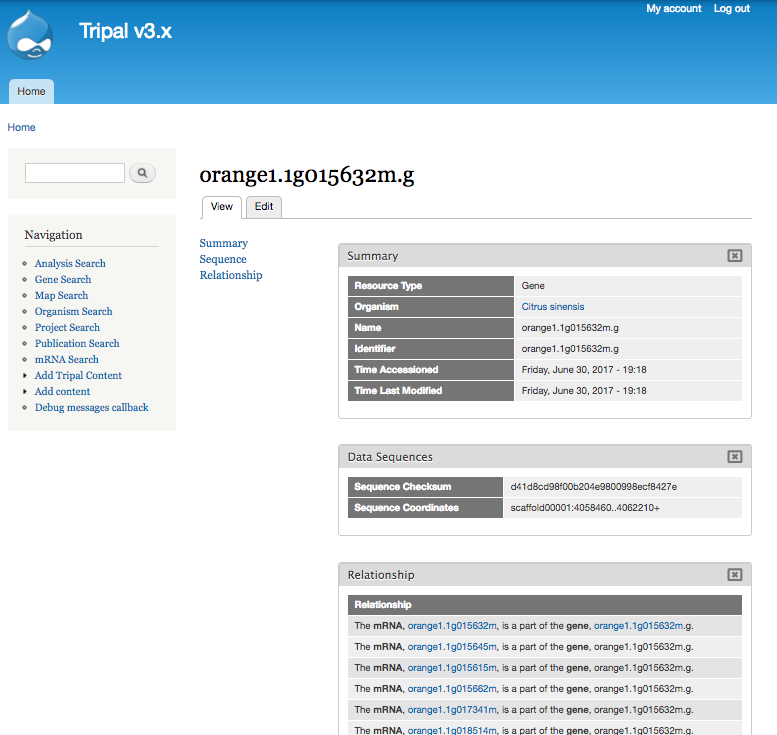 My account Log out
Tripal v3.x
Home
Home
orange1.1g015632m.g
View Edit
Navigation
Analysis Search
Gene Search
Map Search
Organism Search
Project Search
Publication Search
mRNA Search
Add Tripal Content
Add content
Debug messages callback
Summary
Sequence
Relationship
Summary
Resource Type Gene
Organism Citrus sinensis
Name orange1.1g015632m.g
Identifier orange1.1g015632m.g
Time Accessioned Friday, June 30, 2017 - 19:18
Time Last Modified Friday, June 30, 2017 - 19:18
Data Sequences
Sequence Checksum d41d8cd98f00b204e9800998ecf8427e
Sequence Coordinates scaffold00001:4058460..4062210+
Relationship
Relationship
The mRNA, orange1.1g015632m, is a part of the gene, orange1.1g015632m.g.
The mRNA, orange1.1g015645m, is a part of the gene, orange1.1g015632m.g.
The mRNA, orange1.1g015615m, is a part of the gene, orange1.1g015632m.g.
The mRNA, orange1.1g015662m, is a part of the gene, orange1.1g015632m.g.
The mRNA, orange1.1g017341m, is a part of the gene, orange1.1g015632m.g.
The mRNA, orange1.1g018514m, is a part of the gene, orange1.1g015632m.g.